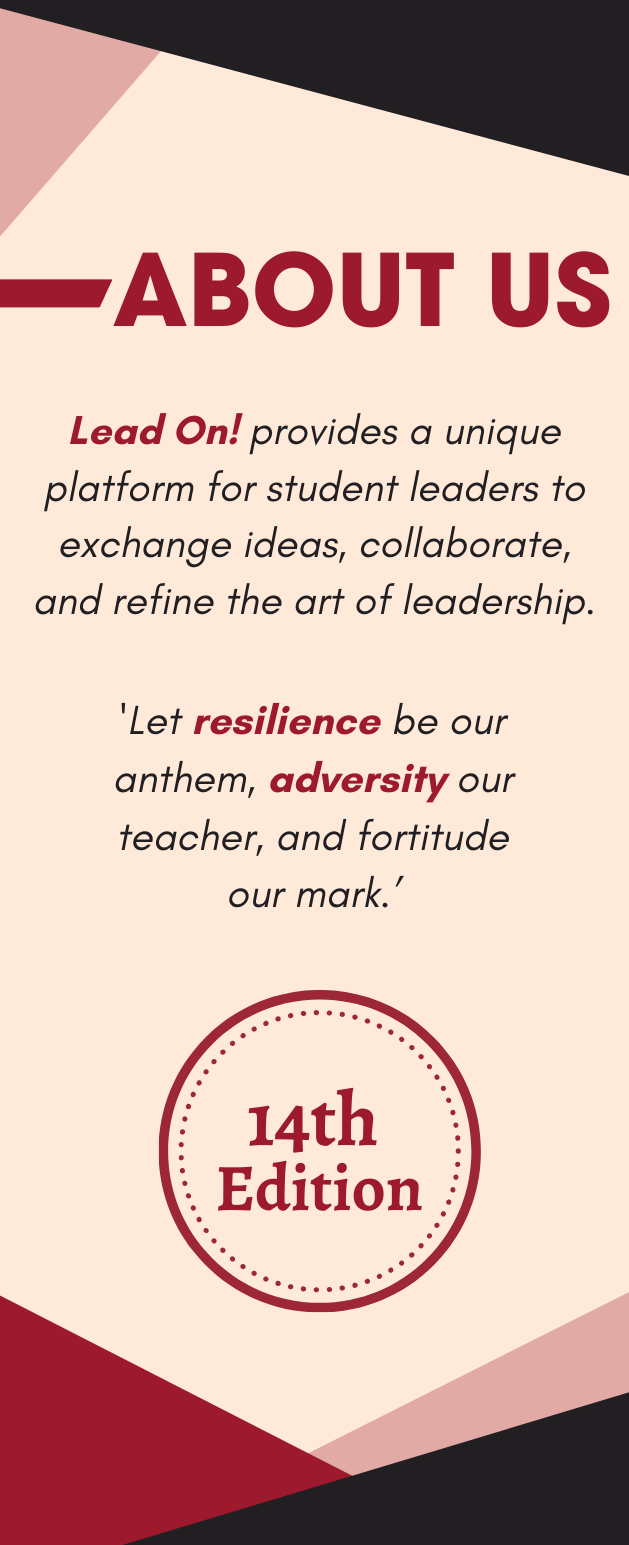 ABOUT US
Lead On! provides a unique
platform for student leaders to
exchange ideas, collaborate,
and refine the art of leadership.
'Let resilience be our
anthem, adversity our
teacher, and fortitude
our mark.’
14th
Edition